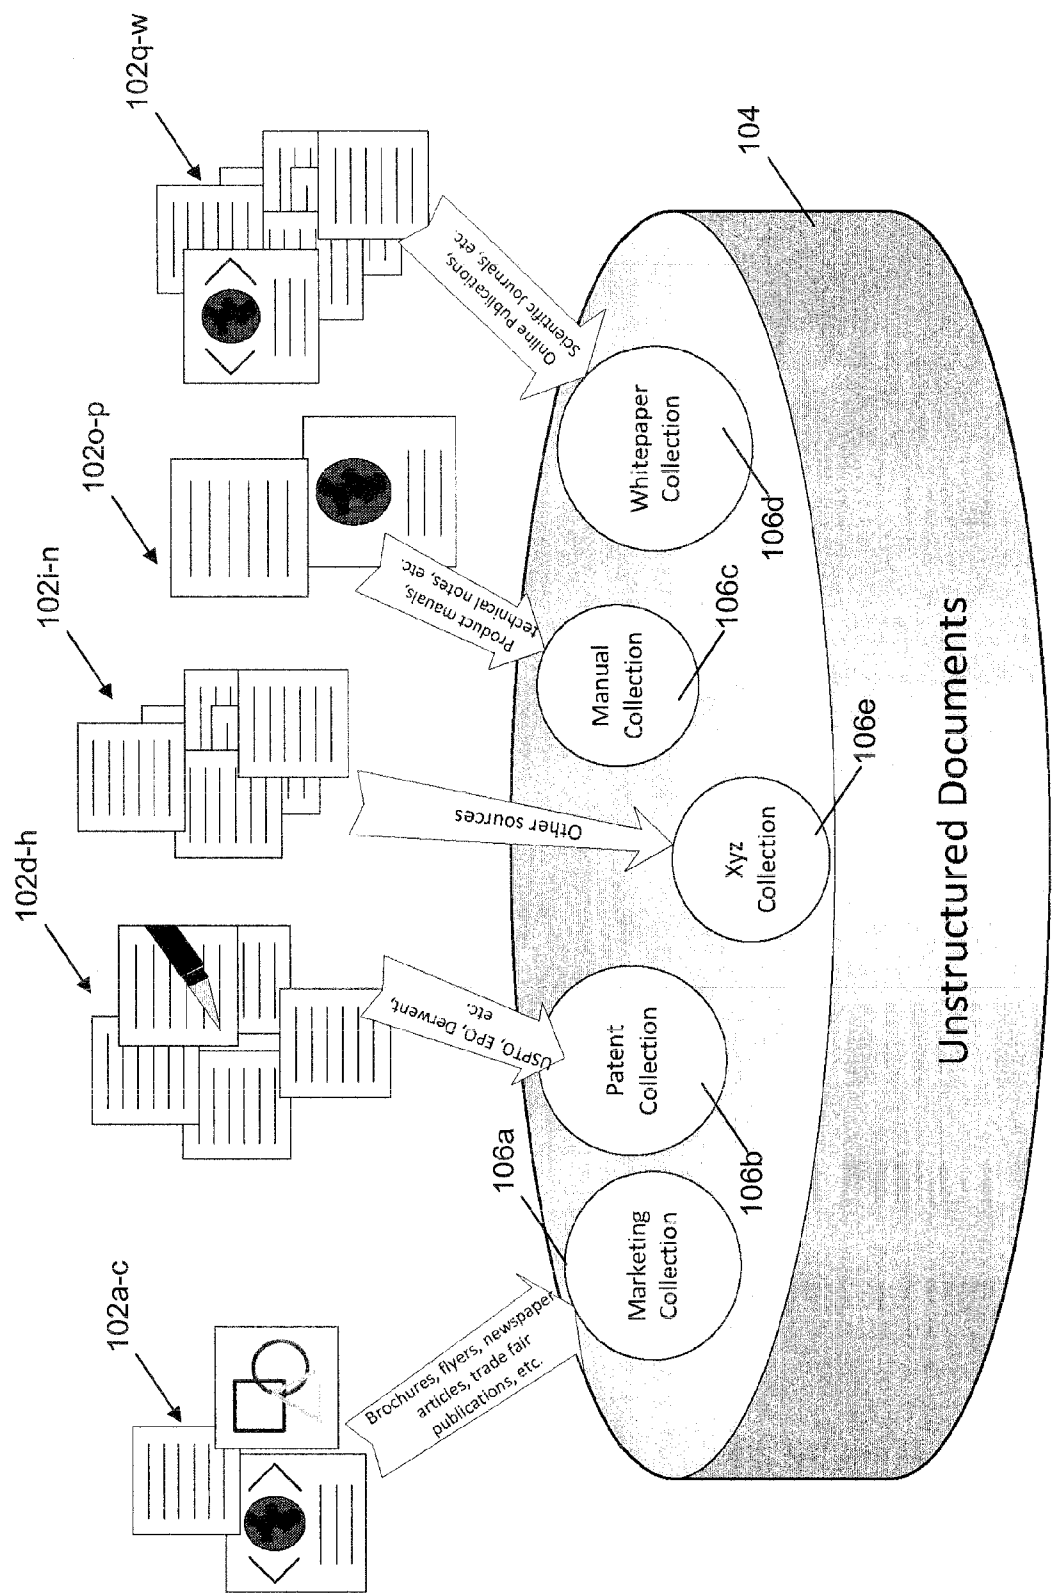 102a-c
102d-h
102i-n
102o-p
102q-w
Brochures, flyers, newspaper
articles, trade fair
publications, etc.
USPTO, EPO, Derwent,
etc.
Other sources
Product mauals,
technical notes, etc.
Online Publications,
Scientific Journals, etc.
104
106a
Marketing
Collection
Patent
Collection
106b
Xyz
Collection
106e
Manual
Collection
106c
Whitepaper
Collection
106d
Unstructured Documents